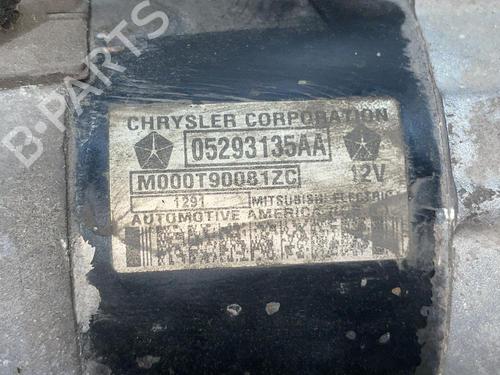 CHRYSLER CORPORATION
05293135AA
M000T90081ZC 12V
1291 MITSUBISHI ELECTRIC
AUTOMOTIVE AMERICA
B-PARTS